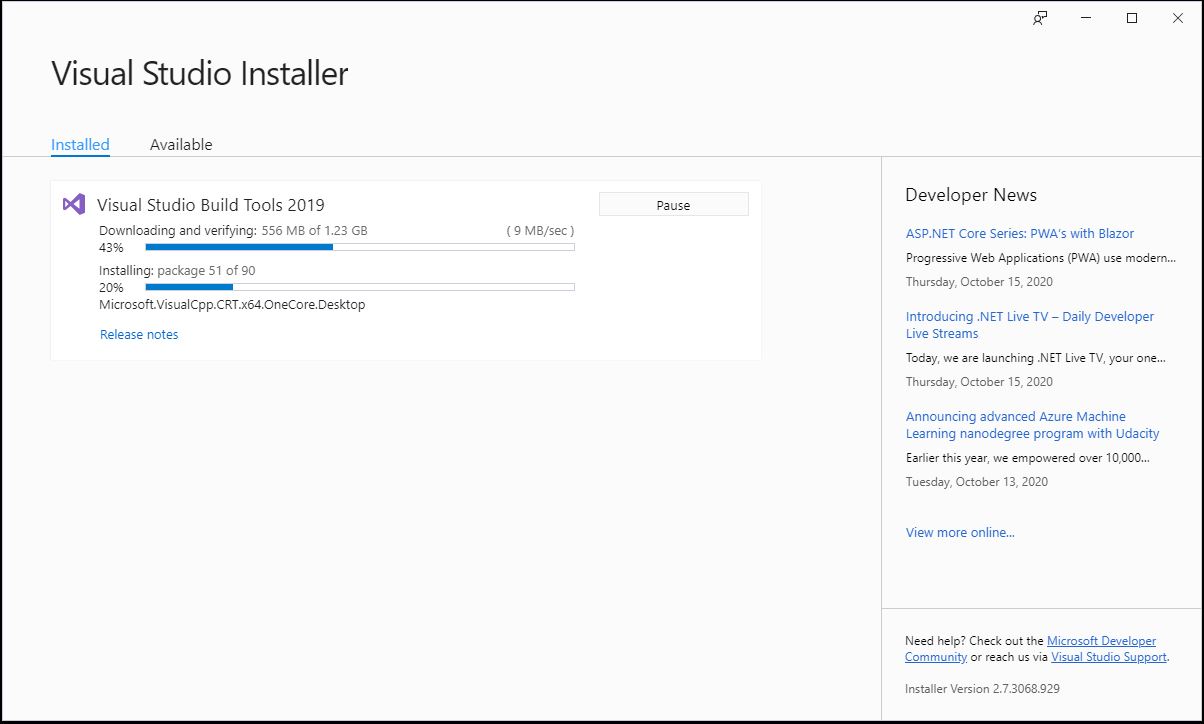 Visual Studio Installer
Installed
Available
Visual Studio Build Tools 2019
Pause
Downloading and verifying: 556 MB of 1.23 GB
( 9 MB/sec )
43%
Installing: package 51 of 90
20%
Microsoft.VisualCpp.CRT.x64.OneCore.Desktop
Release notes
Developer News
ASP.NET Core Series: PWA's with Blazor
Progressive Web Applications (PWA) use modern...
Thursday, October 15, 2020
Introducing .NET Live TV – Daily Developer
Live Streams
Today, we are launching .NET Live TV, your one...
Thursday, October 15, 2020
Announcing advanced Azure Machine
Learning nanodegree program with Udacity
Earlier this year, we empowered over 10,000...
Tuesday, October 13, 2020
View more online...
Need help? Check out the Microsoft Developer
Community or reach us via Visual Studio Support.
Installer Version 2.7.3068.929